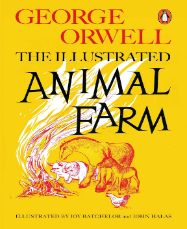 GEORGE
ORWELL
THE ILLUSTRATED
ANIMAL
FARM
ILLUSTRATED BY JOY BATCHELOR AND JOHN HALAS